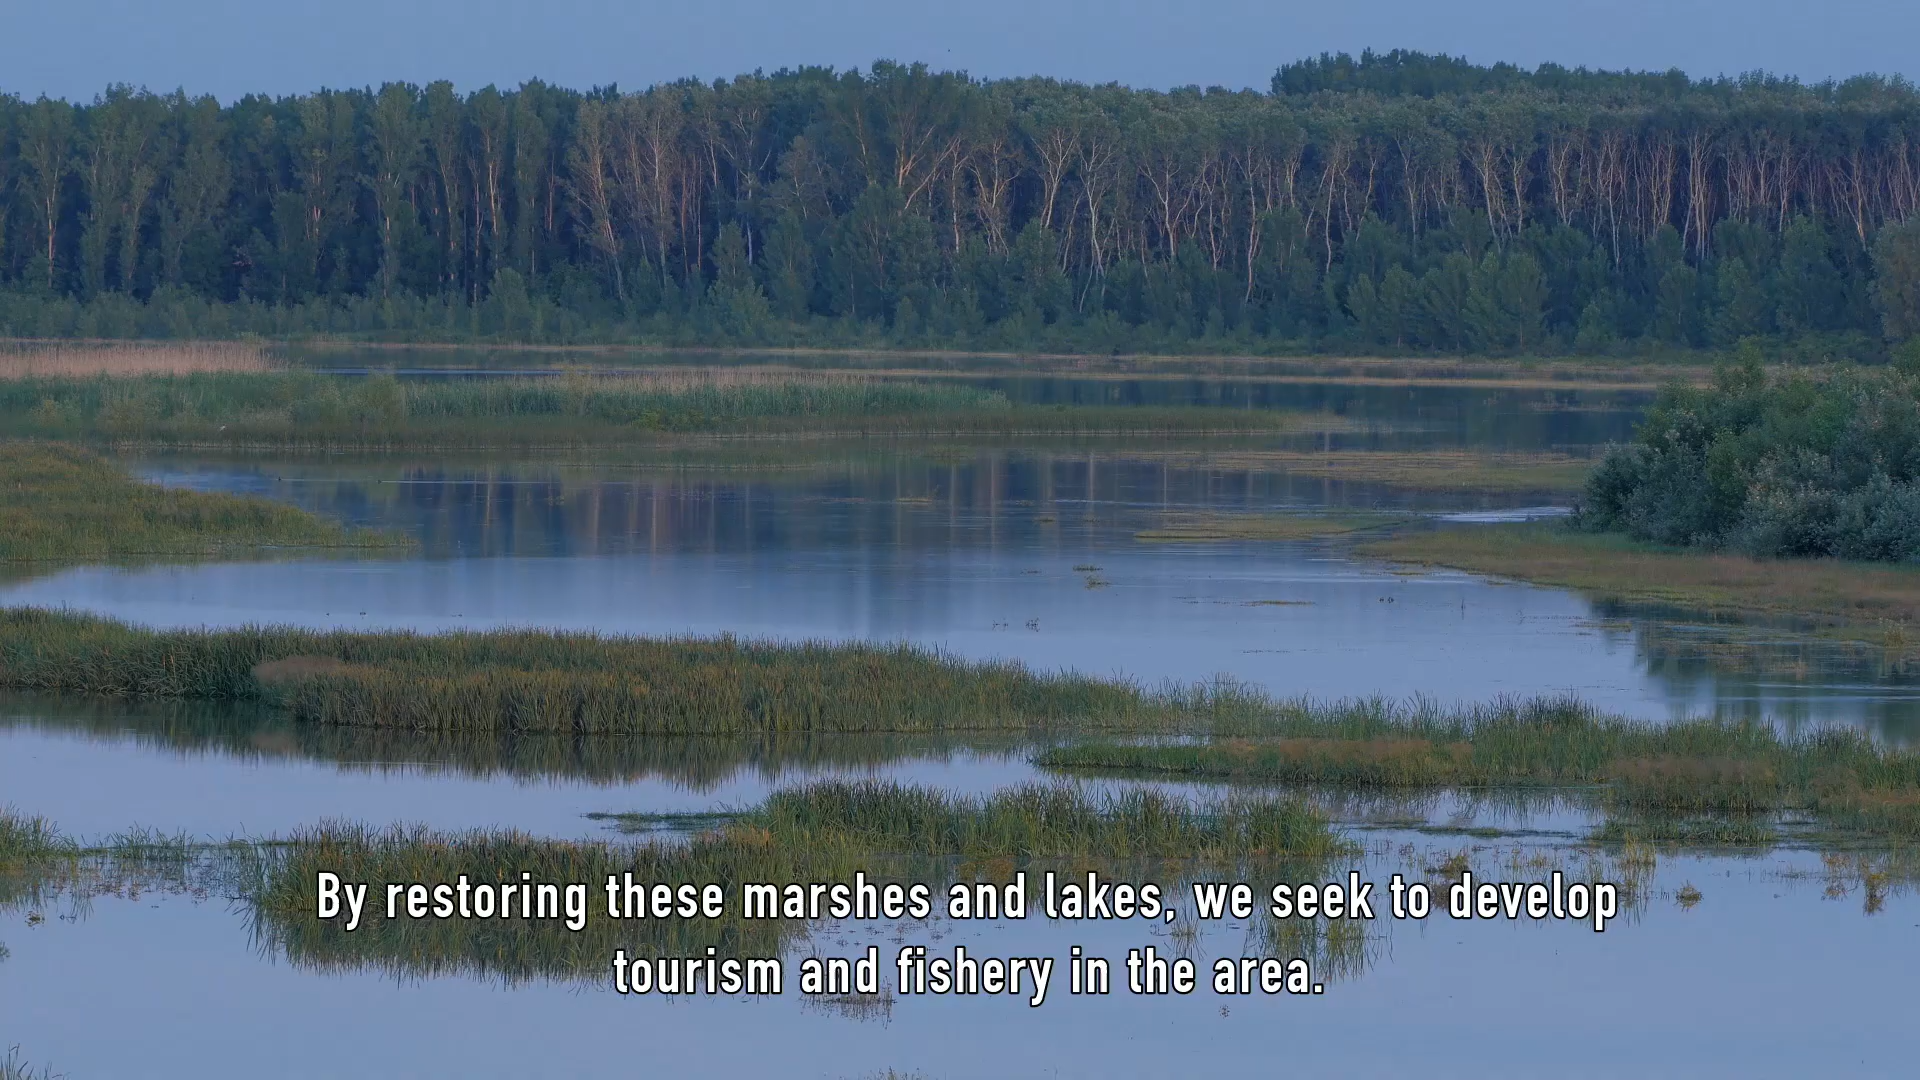 By restoring these marshes and lakes, we seek to develop
tourism and fishery in the area.